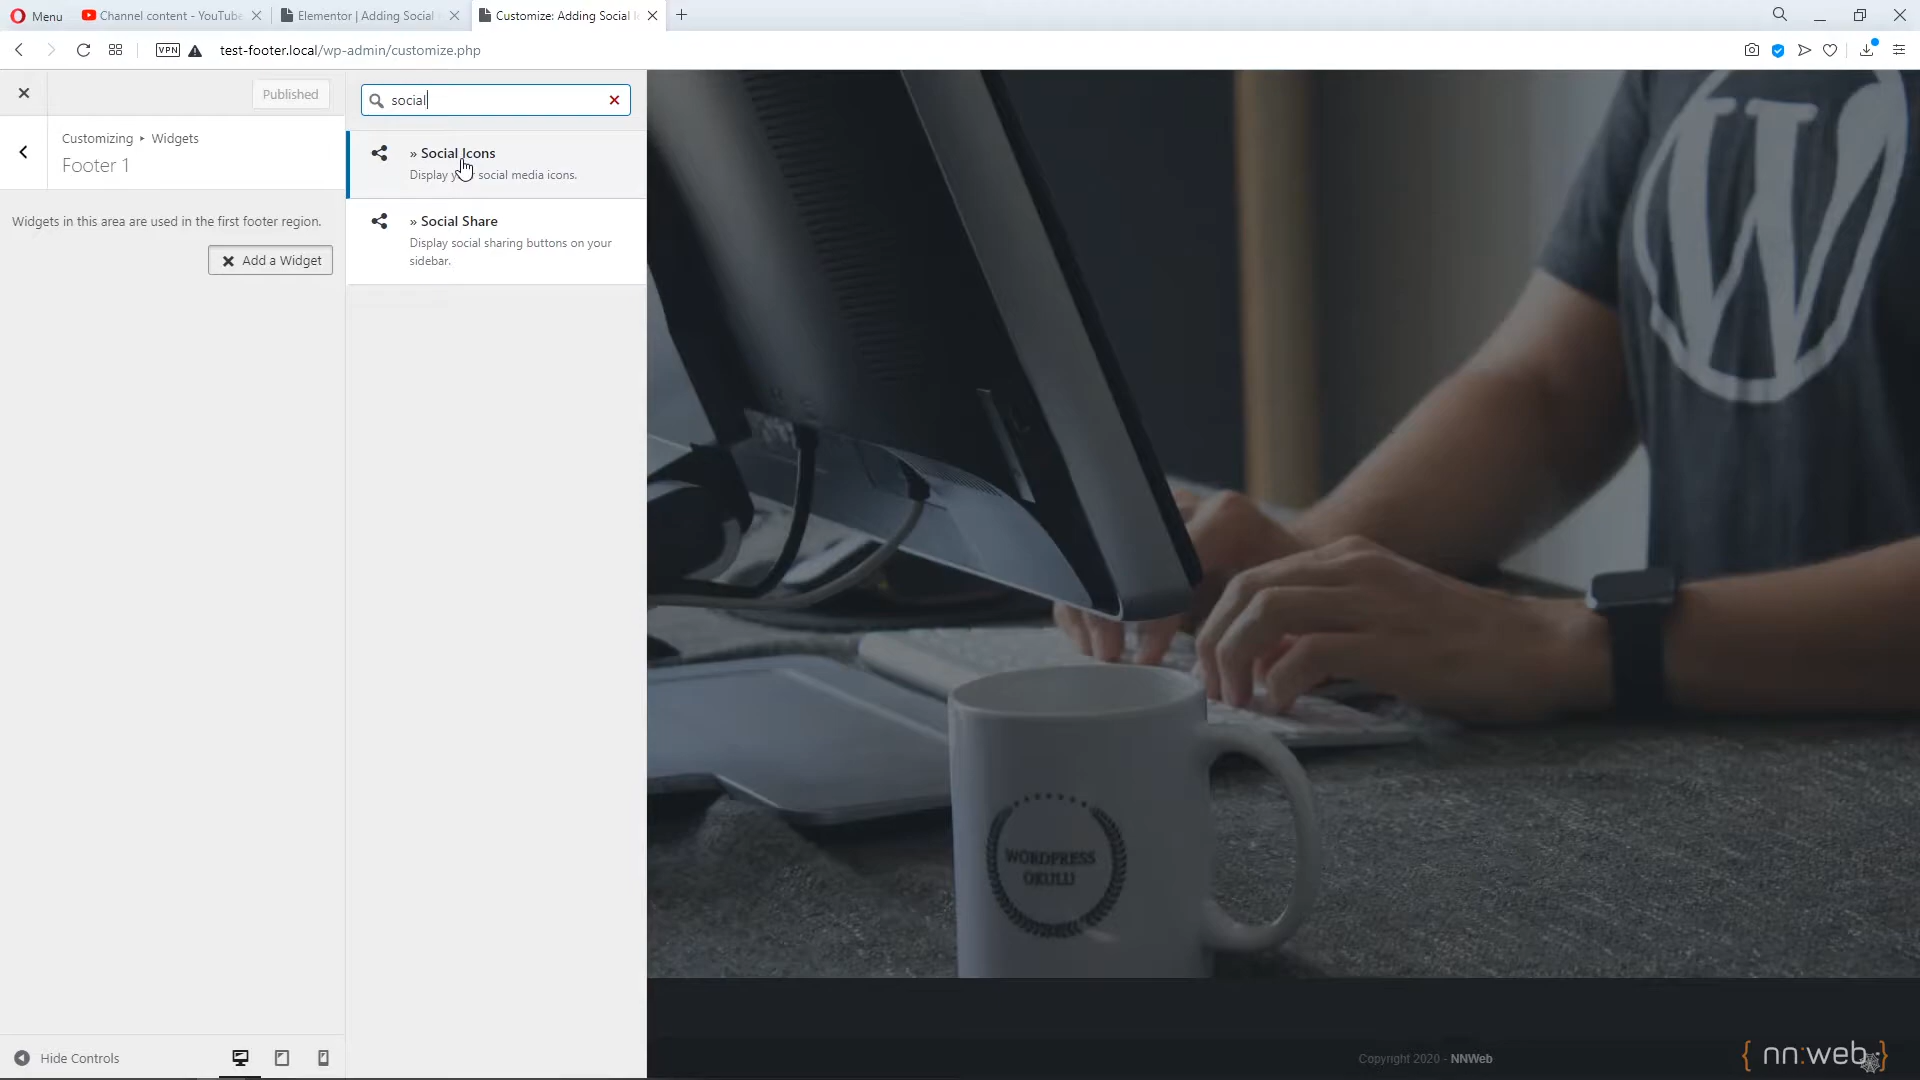 Menu
Channel content - YouTube
Elementor | Adding Social
Customize: Adding Social I
VPN
test-footer.local/wp-admin/customize.php
Published
social
Customizing ▸ Widgets
Footer 1
» Social Icons
Display your social media icons.
Widgets in this area are used in the first footer region.
Add a Widget
» Social Share
Display social sharing buttons on your
sidebar.
WORDPRESS
OKULU
Hide Controls
Copyright 2020 - NNWeb
{ nn:web }